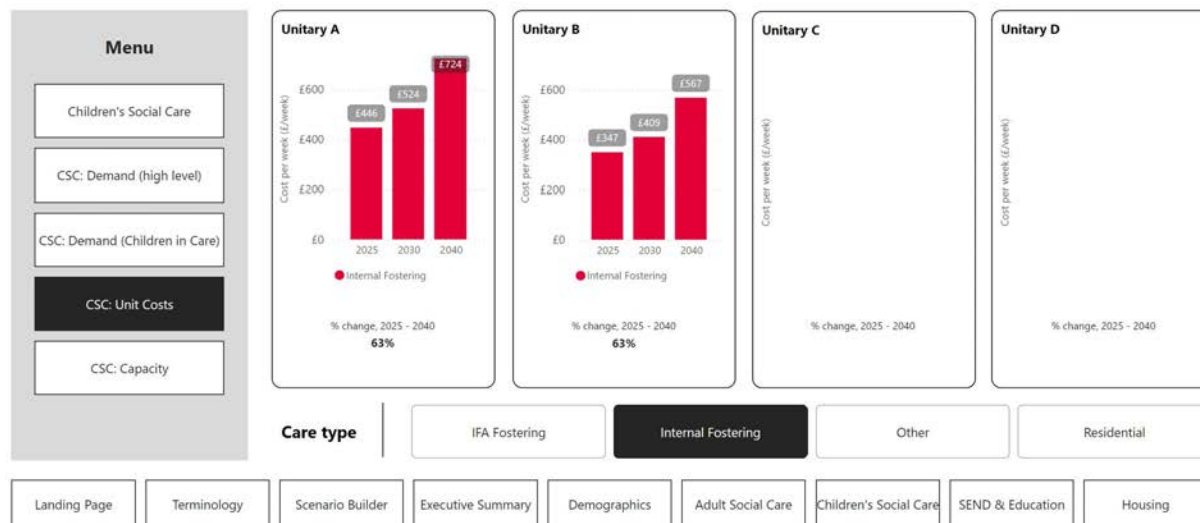 Menu
Children's Social Care
CSC: Demand (high level)
CSC: Demand (Children in Care)
CSC: Unit Costs
CSC: Capacity
Unitary A
Cost per week (£/week)
£600
£400
£200
£0
£446
£524
£724
2025 2030 2040
Internal Fostering
% change, 2025 - 2040
63%
Unitary B
Cost per week (£/week)
£600
£400
£200
£0
£347
£409
£567
2025 2030 2040
Internal Fostering
% change, 2025 - 2040
63%
Unitary C
Cost per week (£/week)
% change, 2025 - 2040
Unitary D
Cost per week (£/week)
% change, 2025 - 2040
Care type
IFA Fostering
Internal Fostering
Other
Residential
Landing Page
Terminology
Scenario Builder
Executive Summary
Demographics
Adult Social Care
Children's Social Care
SEND & Education
Housing